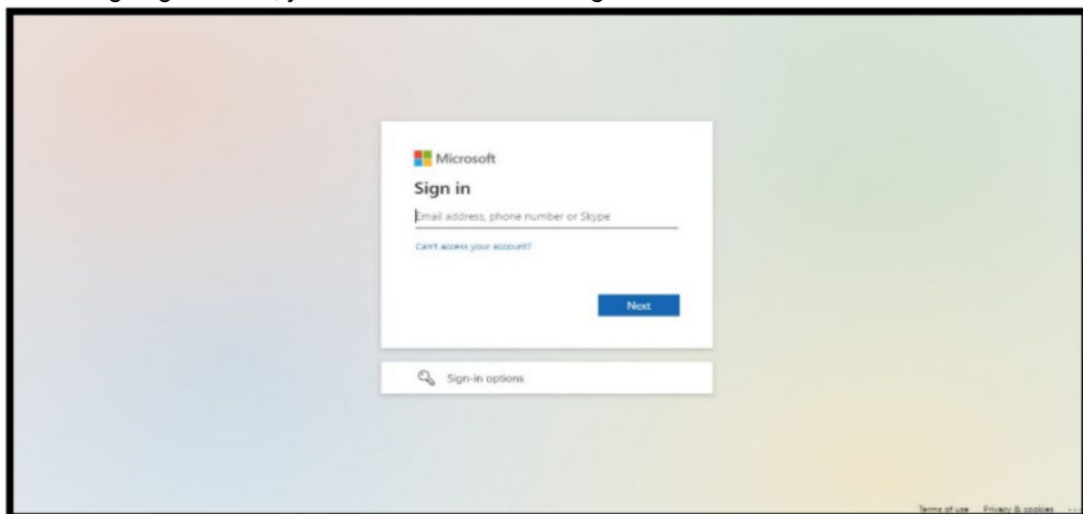 Microsoft
Sign in
Email address, phone number or Skype
Can't access your account?
Next
Sign-in options
Terms of use Privacy & cookies ...